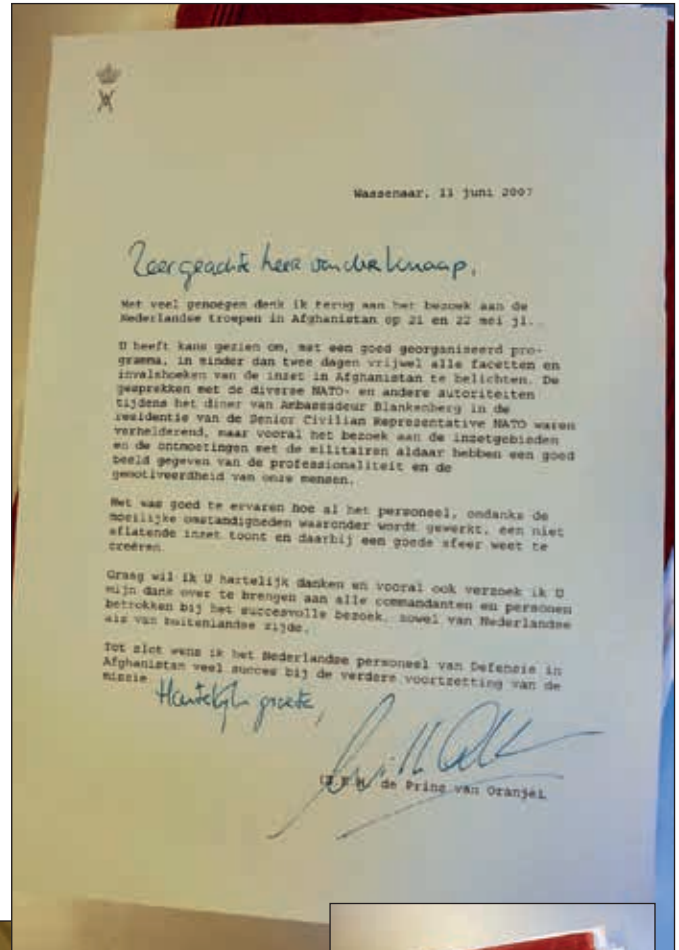 Wassenaar, 11 juni 2007
Zeer geachte heer van der Knaap,
Met veel genoegen denk ik terug aan het bezoek aan de
Nederlandse troepen in Afghanistan op 21 en 22 mei jl.
U heeft kans gezien om, met een goed georganiseerd pro-
gramma, in minder dan twee dagen vrijwel alle facetten en
invalshoeken van de inzet in Afghanistan te belichten. De
gesprekken met de diverse NATO- en andere autoriteiten
tijdens het diner van Ambassadeur Blankenberg in de
residentie van de Senior Civilian Representative NATO waren
verhelderend, maar vooral het bezoek aan de inzetgebieden
en de ontmoetingen met de militairen aldaar hebben een goed
beeld gegeven van de professionaliteit en de
gemotiveerdheid van onze mensen.
Het was goed te ervaren hoe al het personeel, ondanks de
moeilijke omstandigheden waaronder wordt gewerkt, een niet
aflatende inzet toont en daarbij een goede sfeer weet te
creëren.
Graag wil ik U hartelijk danken en vooral ook verzoek ik U
mijn dank over te brengen aan alle commandanten en personen
betrokken bij het succesvolle bezoek, zowel van Nederlandse
als van buitenlandse zijde.
Tot slot wens ik het Nederlandse personeel van Defensie in
Afghanistan veel succes bij de verdere voortzetting van de
missie.
Hartelijke groete,
(Z.K.H. de Prins van Oranje)